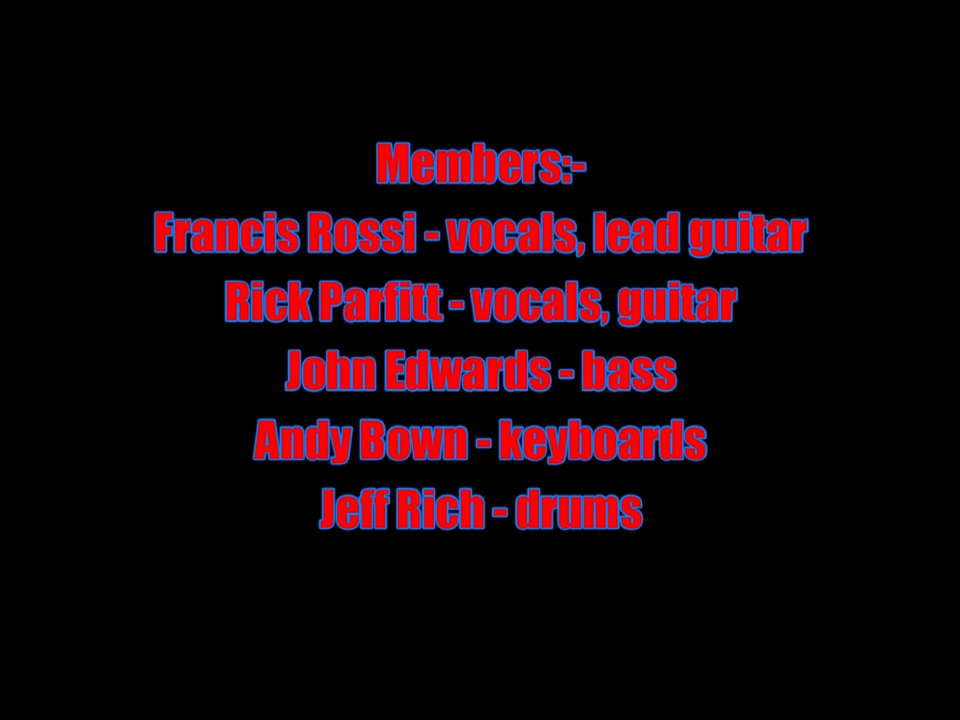 Members:-
Francis Rossi - vocals, lead guitar
Rick Parfitt - vocals, guitar
John Edwards - bass
Andy Bown - keyboards
Jeff Rich - drums